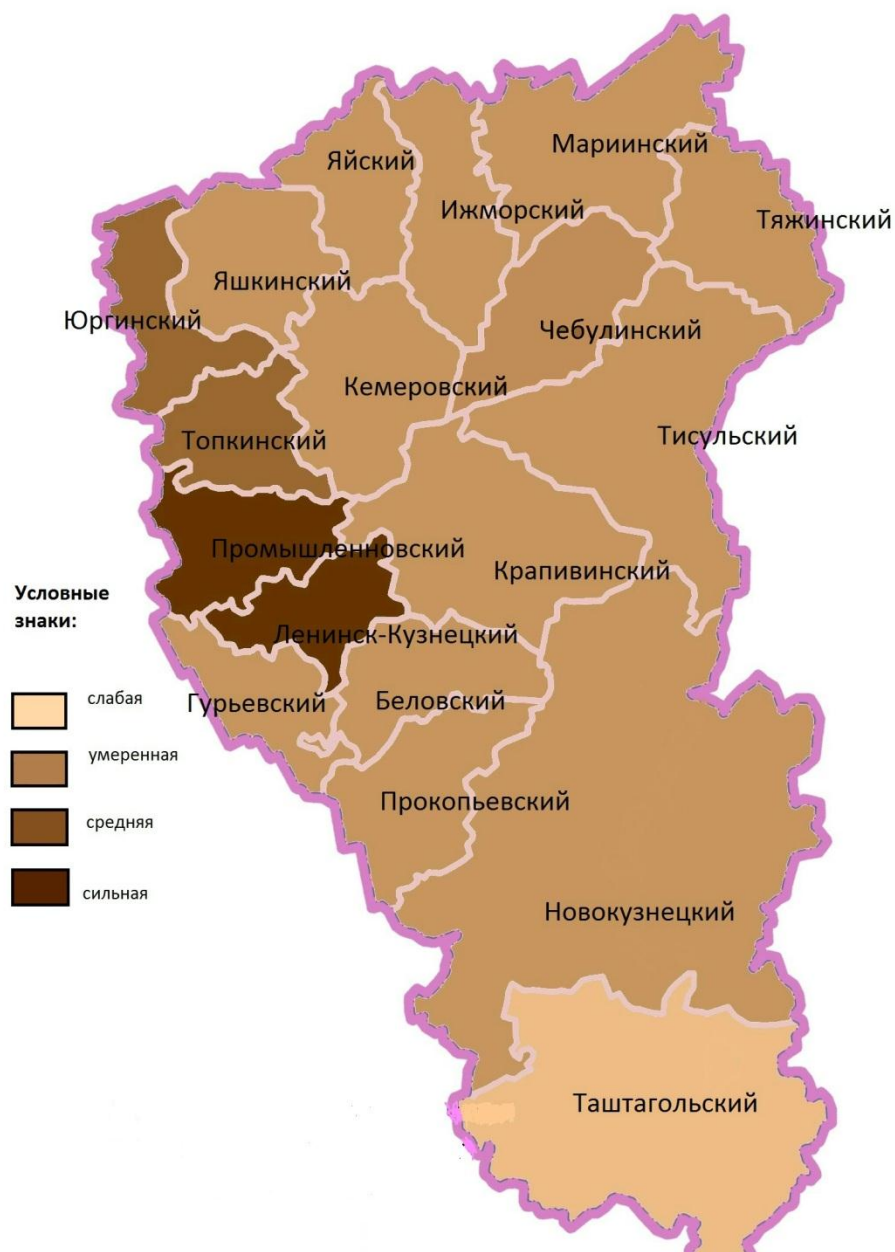 Мариинский
Яйский
Ижморский
Тяжинский
Яшкинский
Юргинский
Чебулинский
Кемеровский
Топкинский
Тисульский
Промышленновский
Крапивинский
Условные
знаки:
Ленинск-Кузнецкий
Гурьевский
Беловский
слабая
умеренная
Прокопьевский
средняя
сильная
Новокузнецкий
Таштагольский